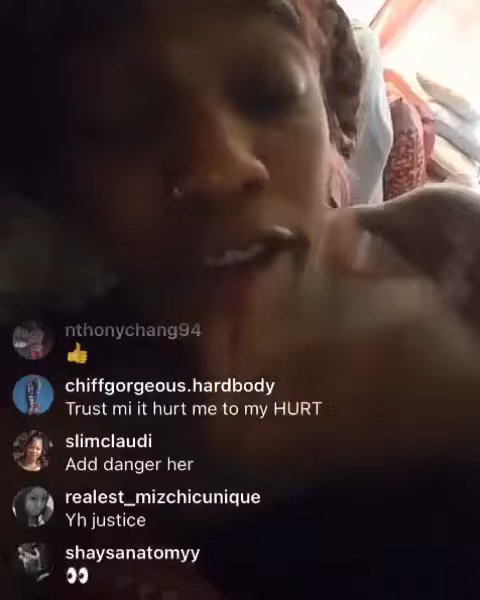 nthonychang94
👍
chiffgorgeous.hardbody
Trust mi it hurt me to my HURT
slimclaudi
Add danger her
realest_mizchicunique
Yh justice
shaysanatomyy
👀